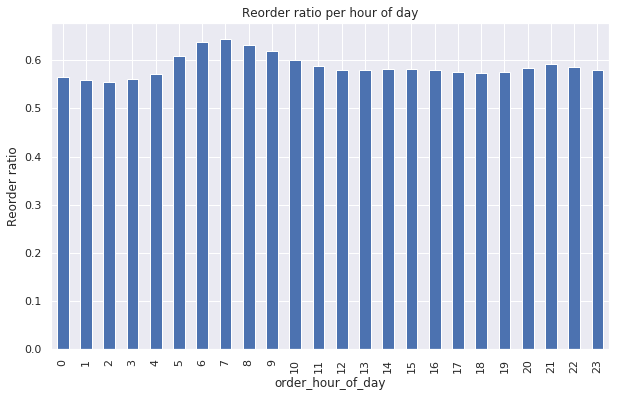 Reorder ratio per hour of day
0.6
0.5
0.4
0.3
0.2
0.1
0.0
Reorder ratio
0 1 2 3 4 5 6 7 8 9 10 11 12 13 14 15 16 17 18 19 20 21 22 23
order_hour_of_day